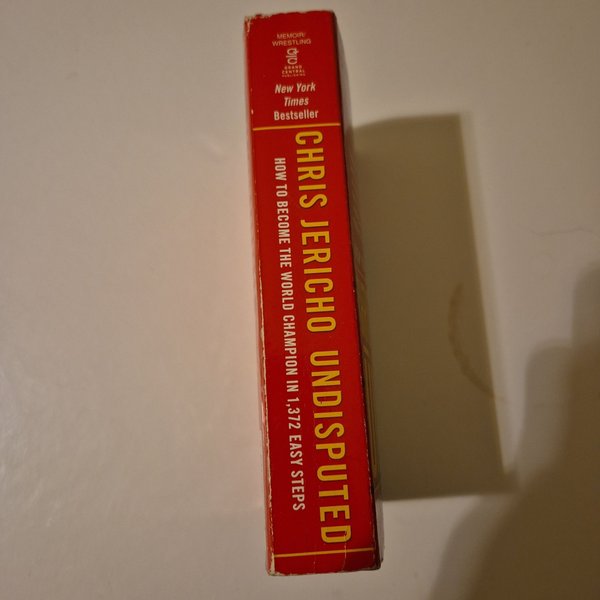 MEMOIR/
WRESTLING
GRAND
CENTRAL
PUBLISHING
New York
Times
Bestseller
CHRIS JERICHO UNDISPUTED
HOW TO BECOME THE WORLD CHAMPION IN 1,372 EASY STEPS